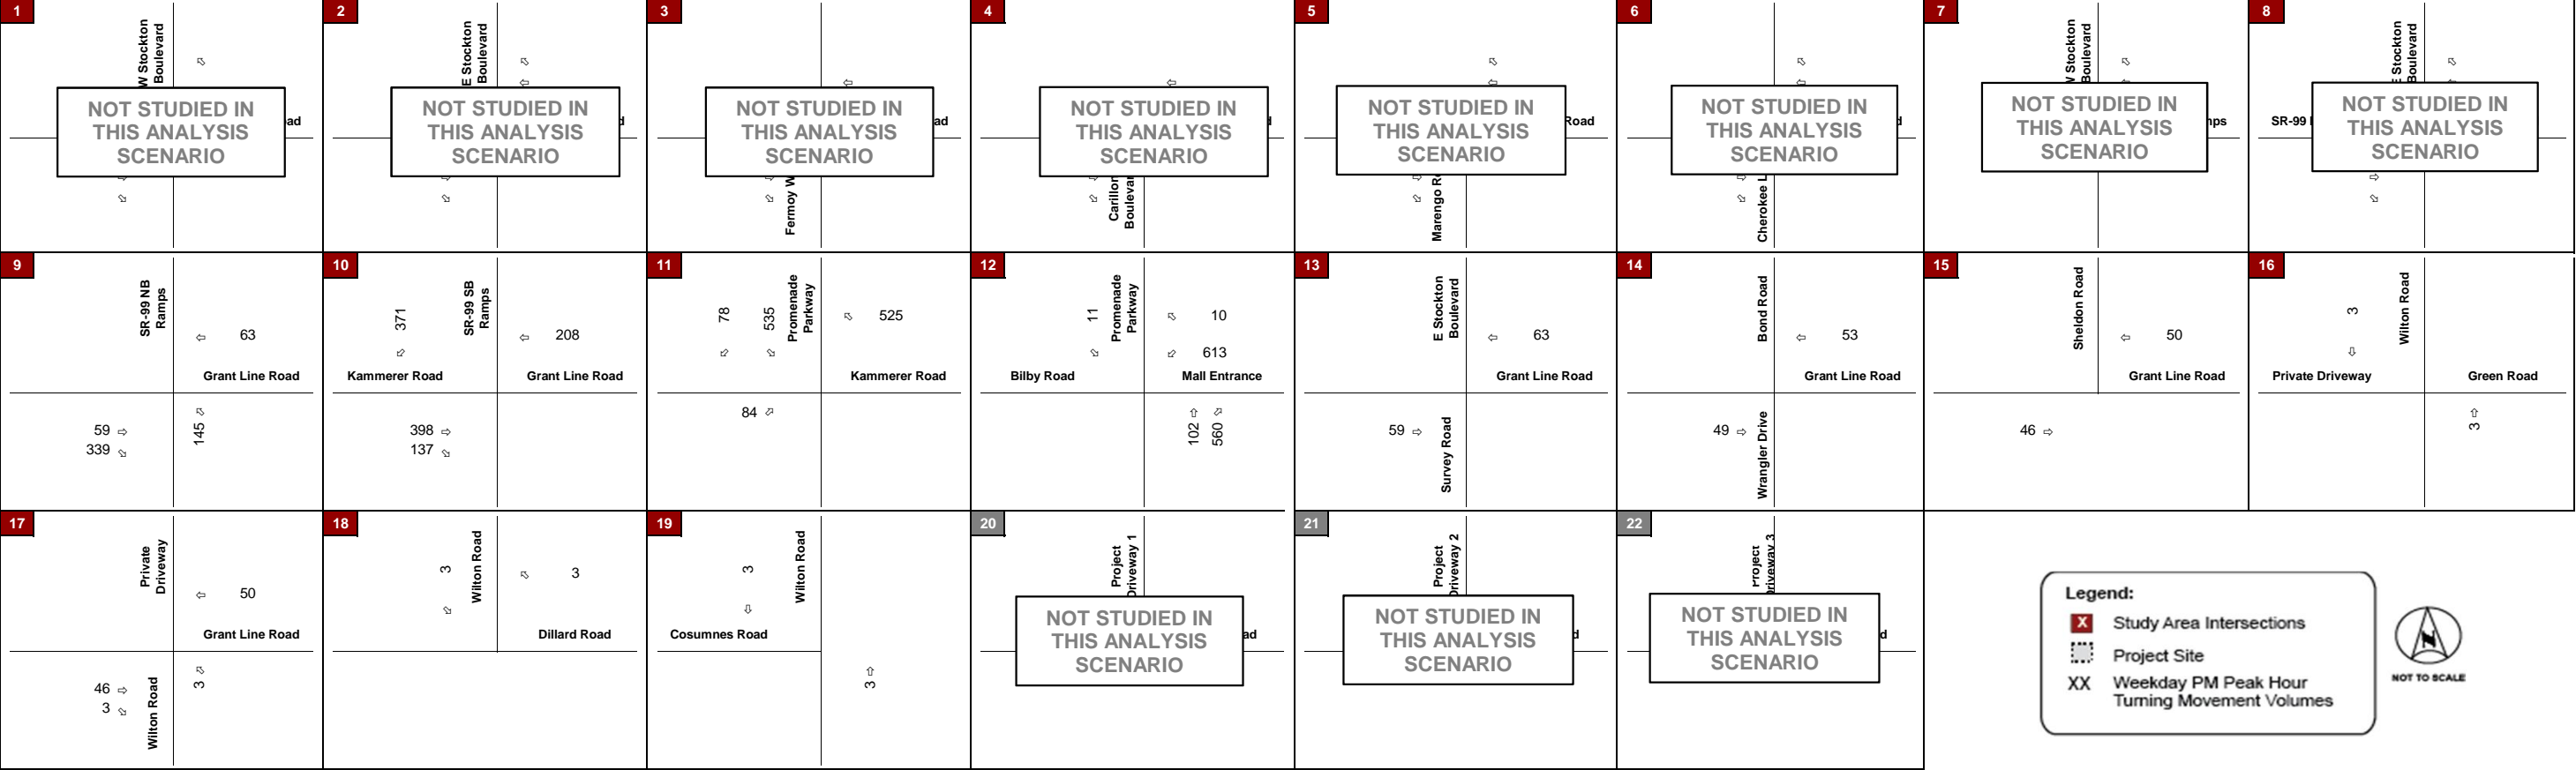 1
W Stockton
Boulevard
NOT STUDIED IN
THIS ANALYSIS
SCENARIO
2
E Stockton
Boulevard
NOT STUDIED IN
THIS ANALYSIS
SCENARIO
3
NOT STUDIED IN
THIS ANALYSIS
SCENARIO
Fermoy
4
NOT STUDIED IN
THIS ANALYSIS
SCENARIO
Carillon
Boulevar
5
Road
NOT STUDIED IN
THIS ANALYSIS
SCENARIO
Marengo
6
NOT STUDIED IN
THIS ANALYSIS
SCENARIO
Cherokee
7
W Stockton
Boulevard
NOT STUDIED IN
THIS ANALYSIS
SCENARIO
8
E Stockton
Boulevard
SR-99
NOT STUDIED IN
THIS ANALYSIS
SCENARIO
9
SR-99 NB
Ramps
63
Grant Line Road
59
339
145
10
371
SR-99 SB
Ramps
208
Kammerer Road
Grant Line Road
398
137
11
78
535
Promenade
Parkway
525
Kammerer Road
84
12
11
Promenade
Parkway
10
613
Bilby Road
Mall Entrance
102
560
13
E Stockton
Boulevard
63
Grant Line Road
59
Survey Road
14
Bond Road
53
Grant Line Road
49
Wrangler Drive
15
Sheldon Road
50
Grant Line Road
46
16
3
Wilton Road
Private Driveway
Green Road
3
17
Private
Driveway
50
Grant Line Road
46
3
Wilton Road
3
18
3
Wilton Road
3
Dillard Road
19
3
Wilton Road
Cosumnes Road
3
20
Project
Driveway 1
NOT STUDIED IN
THIS ANALYSIS
SCENARIO
21
Project
Driveway 2
NOT STUDIED IN
THIS ANALYSIS
SCENARIO
22
Project
Driveway 3
NOT STUDIED IN
THIS ANALYSIS
SCENARIO
Legend:
X Study Area Intersections
Project Site
XX Weekday PM Peak Hour
Turning Movement Volumes
N
NOT TO SCALE